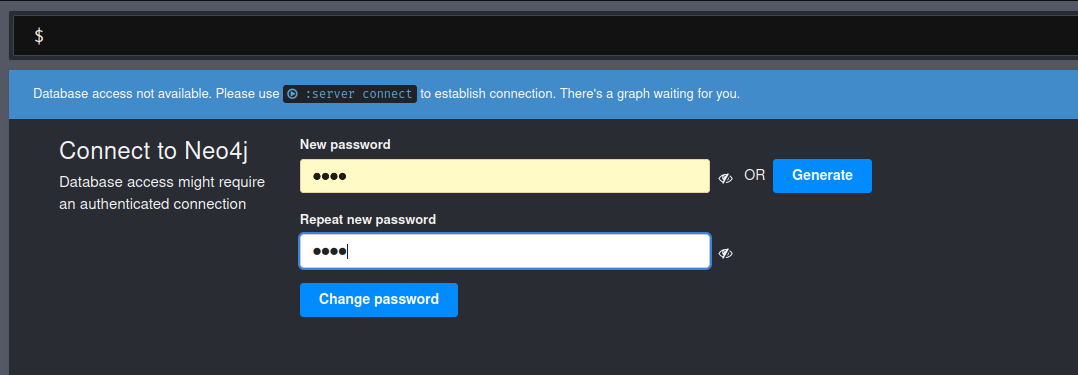 $
Database access not available. Please use :server connect to establish connection. There's a graph waiting for you.
Connect to Neo4j
Database access might require
an authenticated connection
New password
●●●●
OR
Generate
Repeat new password
●●●●
Change password